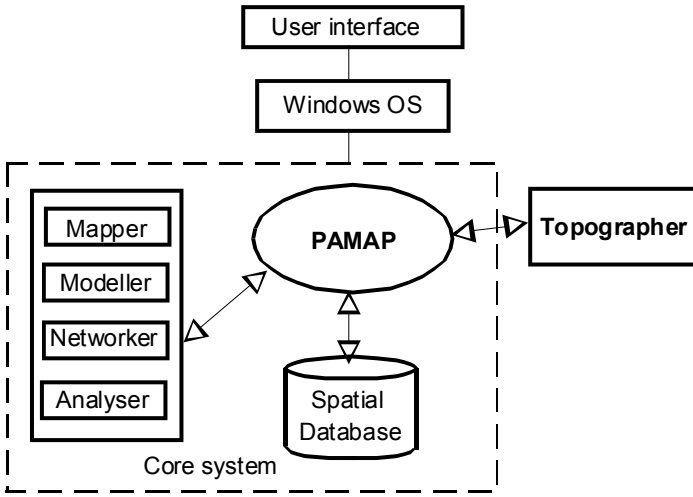 User interface
Windows OS
PAMAP
Topographer
Mapper
Modeller
Networker
Analyser
Spatial
Database
Core system